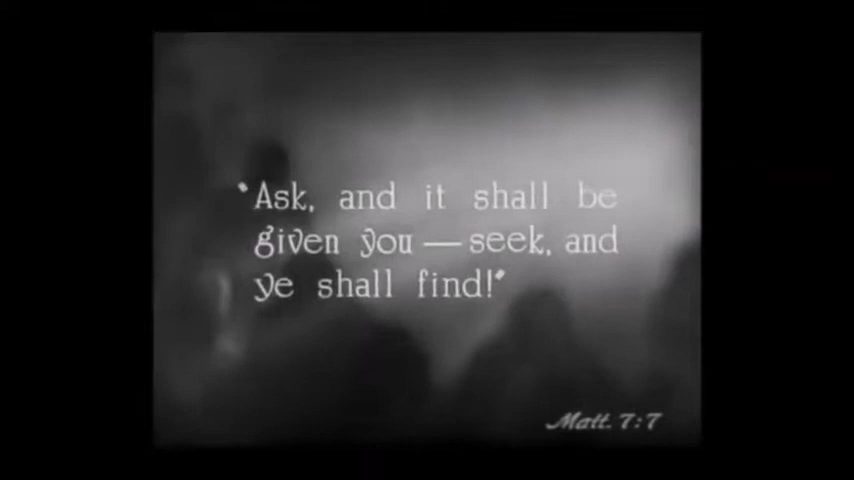 "Ask, and it shall be
given you — seek, and
ye shall find!"
Matt. 7:7